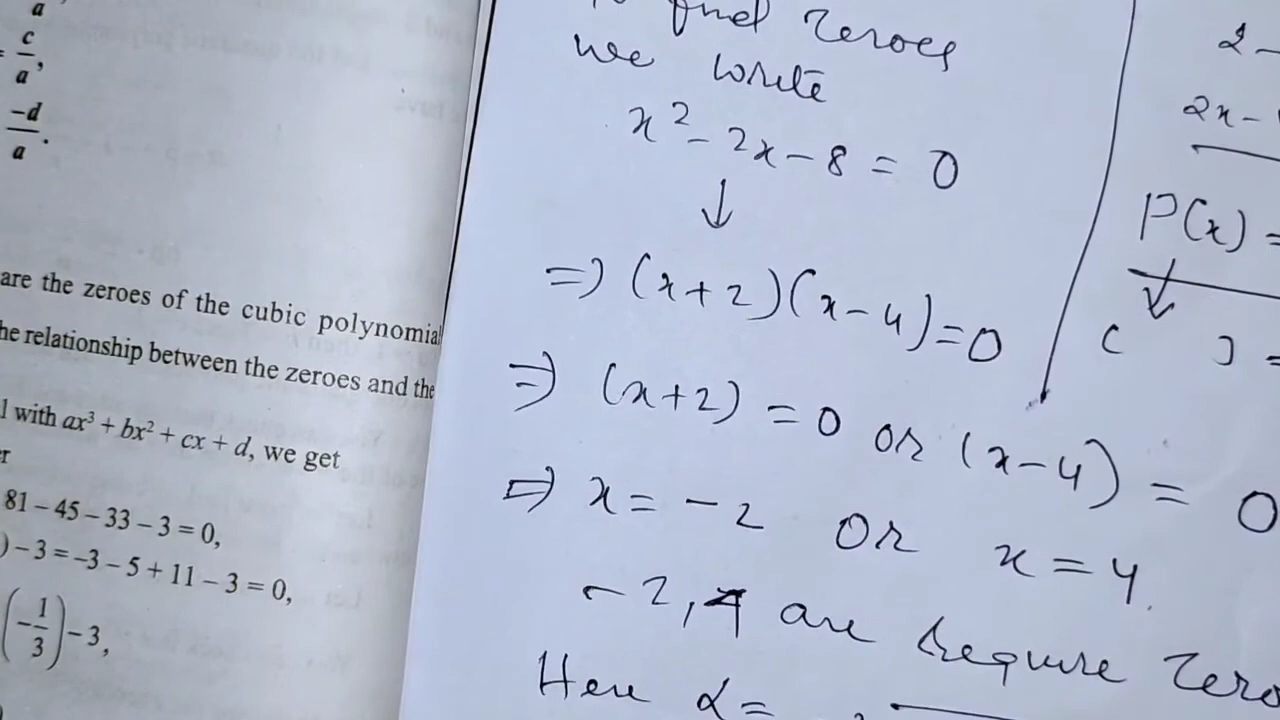 a
= c/a,
-d/a.
are the zeroes of the cubic polynomial
he relationship between the zeroes and the
l with ax³ + bx² + cx + d, we get
r
81 – 45 – 33 – 3 = 0,
) – 3 = –3 – 5 + 11 – 3 = 0,
(-1/3) – 3,
to find zeroes
we write
x² - 2x - 8 = 0
↓
⇒ (x+2)(x-4)=0
⇒ (x+2) = 0 or (x-4) = 0
⇒ x = -2 or x = 4.
-2, 4 are require zero
Here α =
2 -
2x -
P(x) =
↓
( ) =